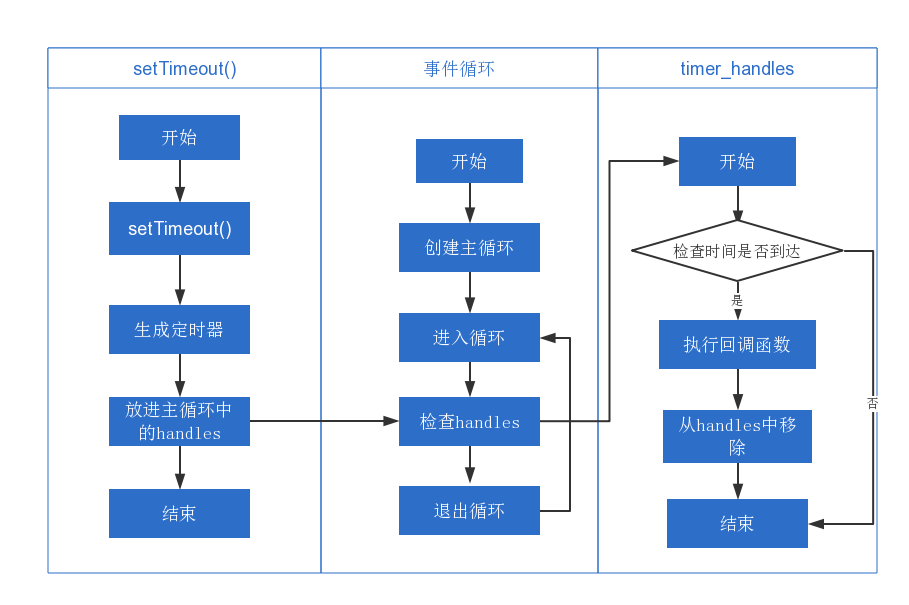 setTimeout()
事件循环
timer_handles
开始
setTimeout()
生成定时器
放进主循环中
的handles
结束
开始
创建主循环
进入循环
检查handles
退出循环
开始
检查时间是否到达
是
执行回调函数
否
从handles中移
除
结束